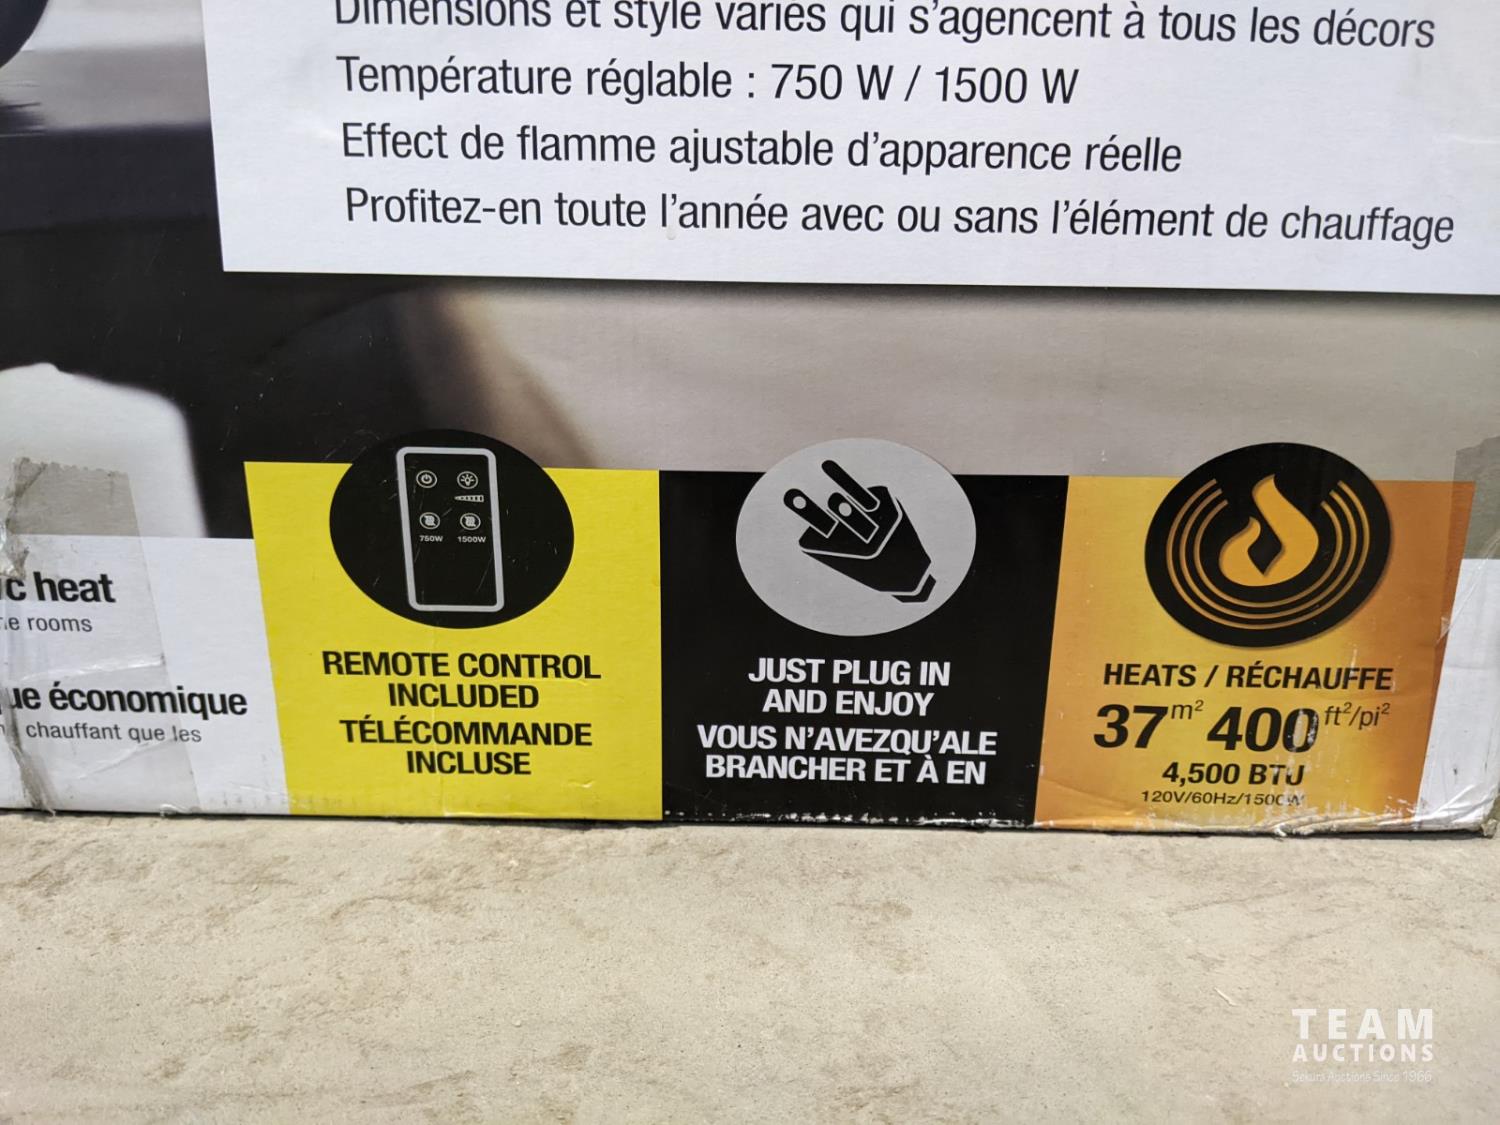 Dimensions et style variés qui s'agencent à tous les décors
Température réglable : 750 W / 1500 W
Effect de flamme ajustable d'apparence réelle
Profitez-en toute l'année avec ou sans l'élément de chauffage
heat
rooms
économique
chauffant que les
750W 1500W
REMOTE CONTROL
INCLUDED
TÉLÉCOMMANDE
INCLUSE
JUST PLUG IN
AND ENJOY
VOUS N'AVEZQU'ALE
BRANCHER ET À EN
HEATS / RÉCHAUFFE
37 m² 400 ft²/pi²
4,500 BTU
120V/60Hz/1500W
TEAM
AUCTIONS
Sekura Auctions Since 1966